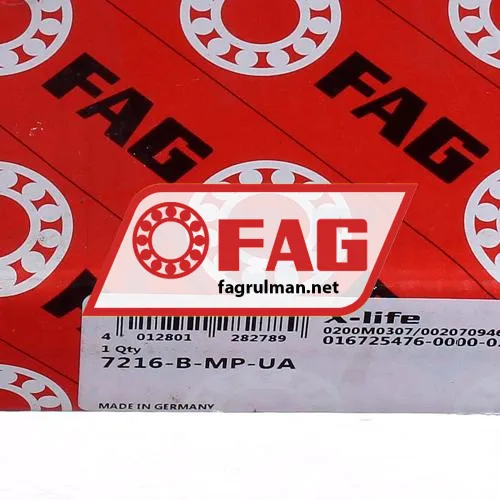 FAG
FAG
FAG
fagrulman.net
X-life
4 012801 282789
0200M0307/002070946
016725476-0000-0
1 Qty
7216-B-MP-UA
MADE IN GERMANY